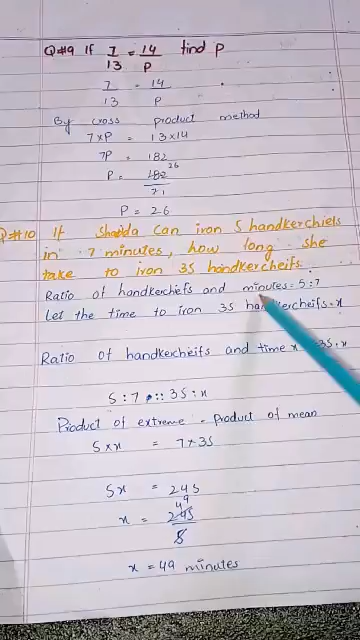 Q#9 If 7/13 = 14/P find P
7/13 = 14/P
By cross product method
7×P = 13×14
7P = 182
P = 182/7 26 1
P = 26
Q#10 If Shaida can iron 5 handkerchiefs
in 7 minutes, how long she
take to iron 35 handkercheifs.
Ratio of handkerchiefs and minutes = 5:7
Let the time to iron 35 handkercheifs = x
Ratio of handkercheifs and time 35:x
5 : 7 :: 35 : x
Product of extreme = Product of mean
5×x = 7×35
5x = 245
x = 245/5 49
x = 49 minutes